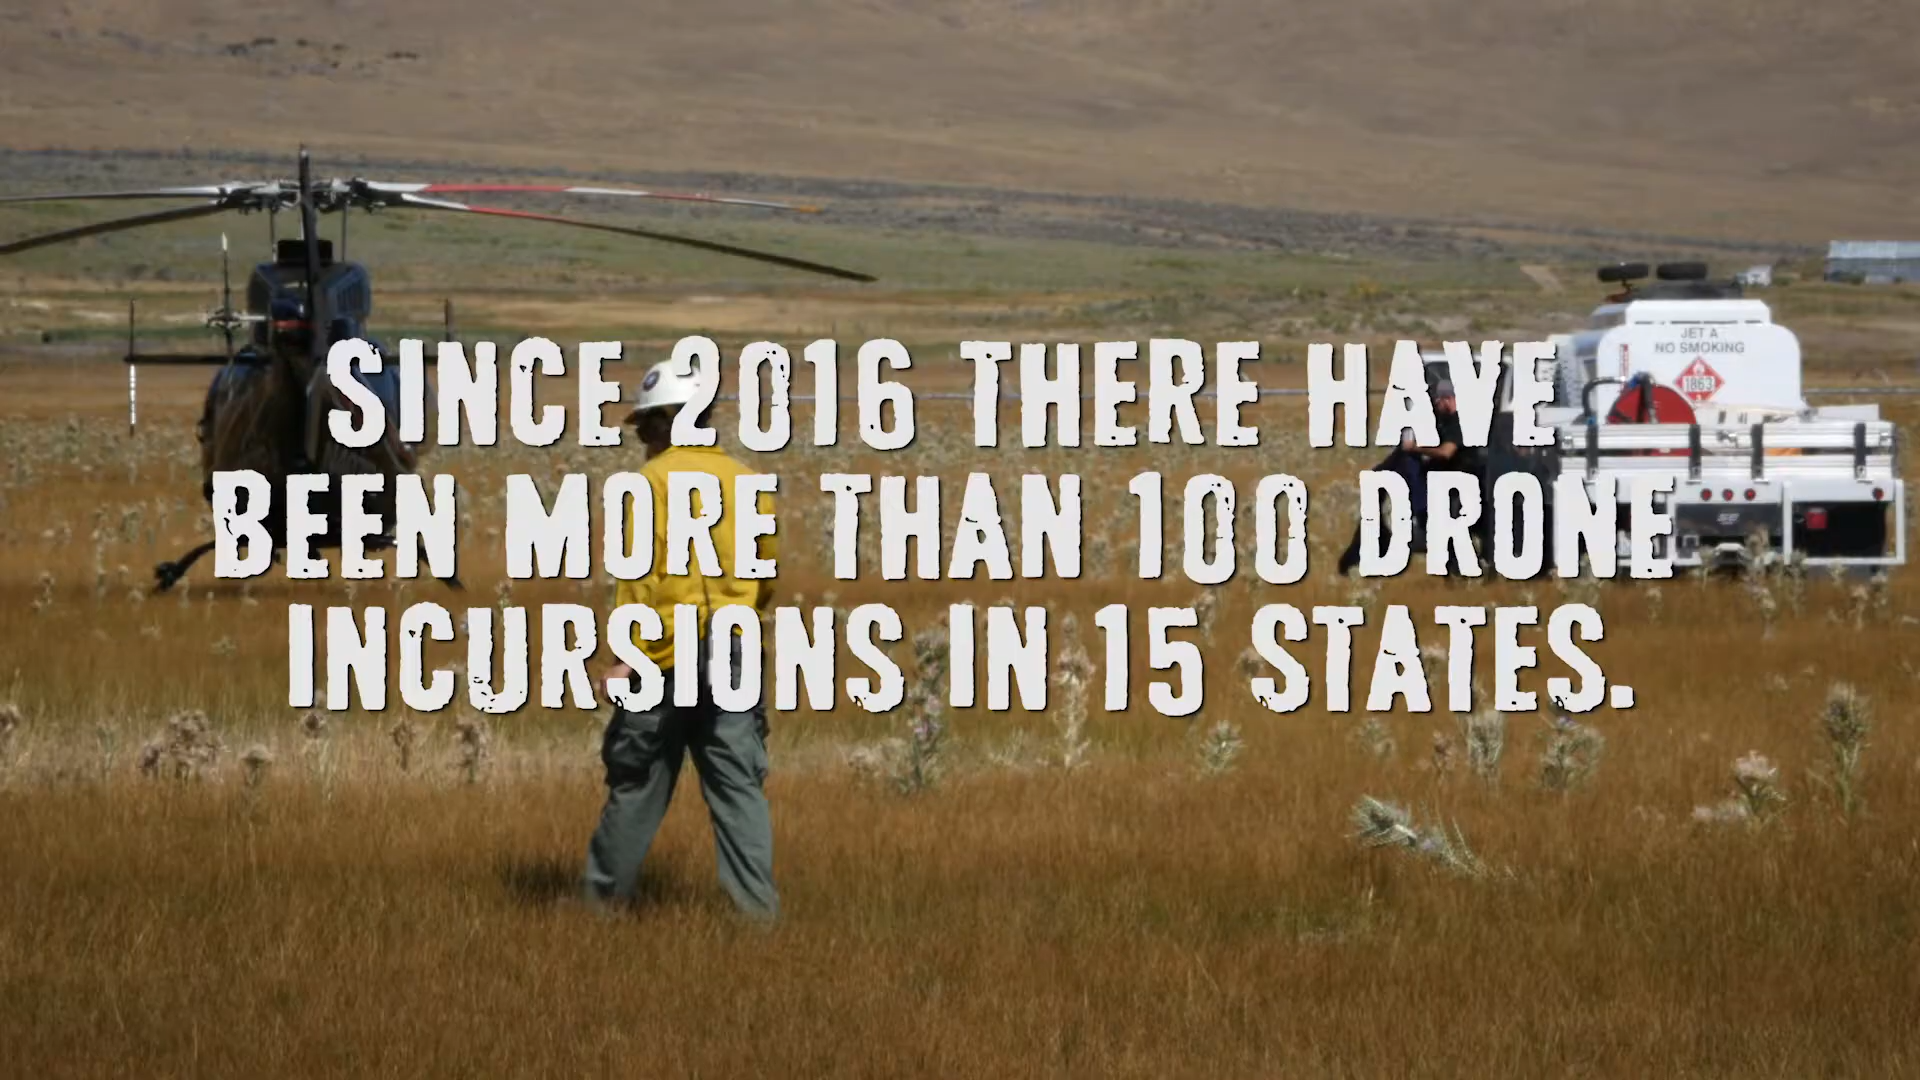 SINCE 2016 THERE HAVE
BEEN MORE THAN 100 DRONE
INCURSIONS IN 15 STATES.
JET A
NO SMOKING
1863